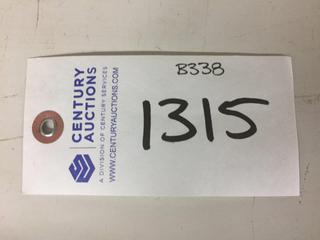 B338
1315
CENTURY
AUCTIONS
A DIVISION OF CENTURY SERVICES
WWW.CENTURYAUCTIONS.COM